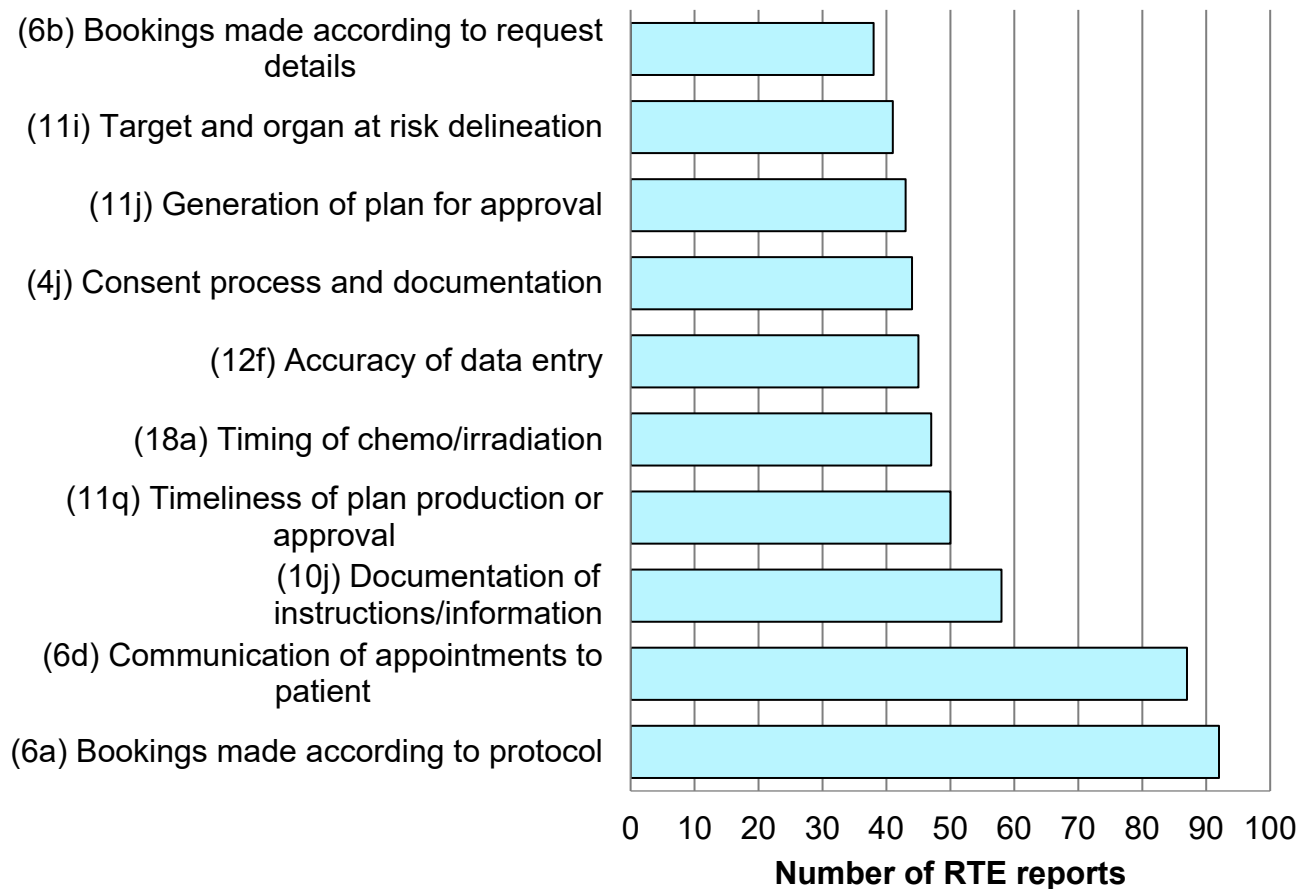 (6b) Bookings made according to request
details
(11i) Target and organ at risk delineation
(11j) Generation of plan for approval
(4j) Consent process and documentation
(12f) Accuracy of data entry
(18a) Timing of chemo/irradiation
(11q) Timeliness of plan production or
approval
(10j) Documentation of
instructions/information
(6d) Communication of appointments to
patient
(6a) Bookings made according to protocol
0 10 20 30 40 50 60 70 80 90 100
Number of RTE reports